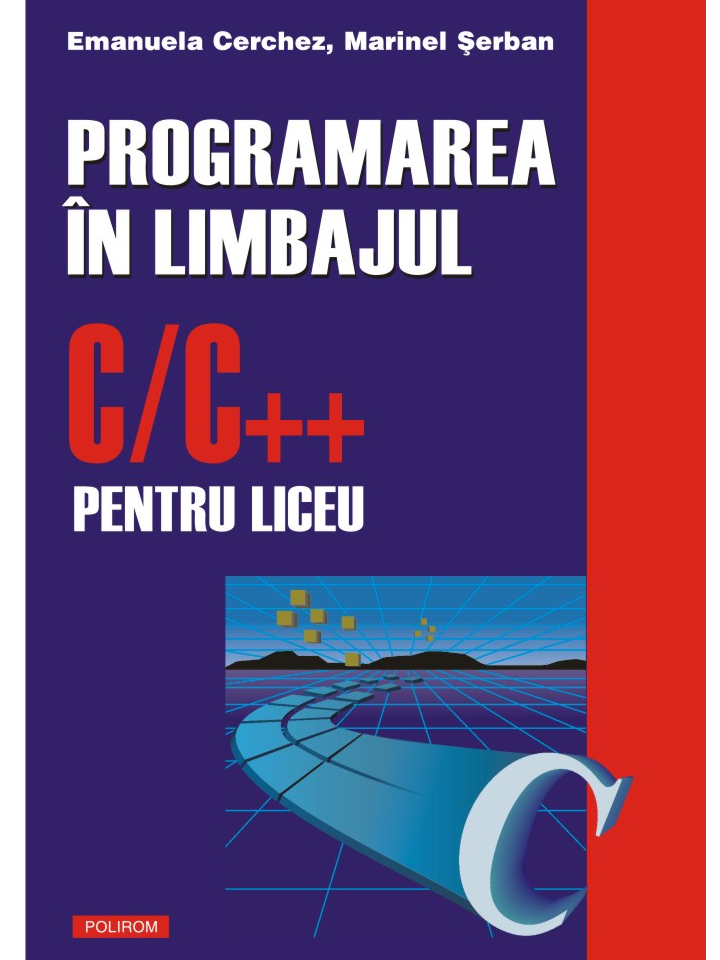 Emanuela Cerchez, Marinel Şerban
PROGRAMAREA
ÎN LIMBAJUL
C/C++
PENTRU LICEU
C
POLIROM